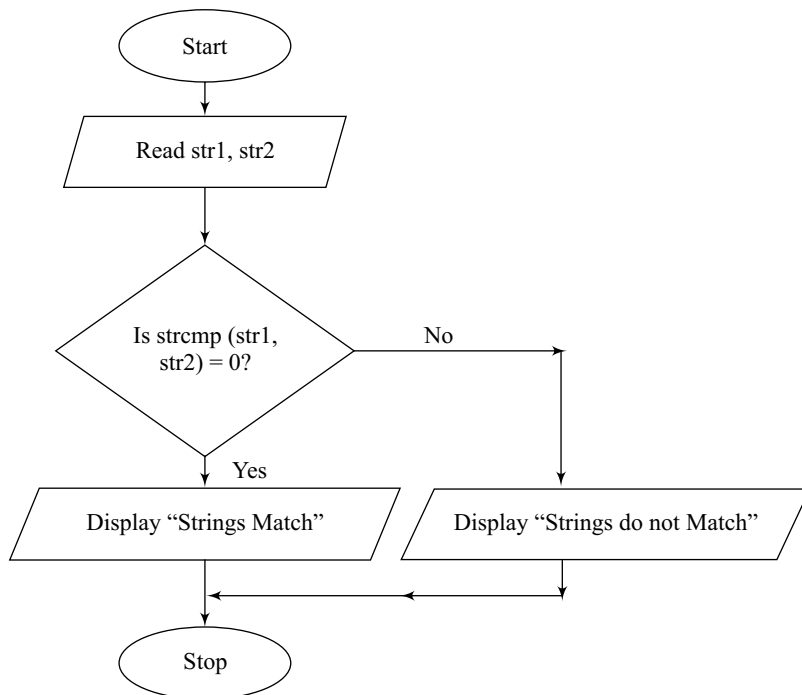 Start
Read str1, str2
Is strcmp (str1,
str2) = 0?
No
Yes
Display “Strings Match”
Display “Strings do not Match”
Stop